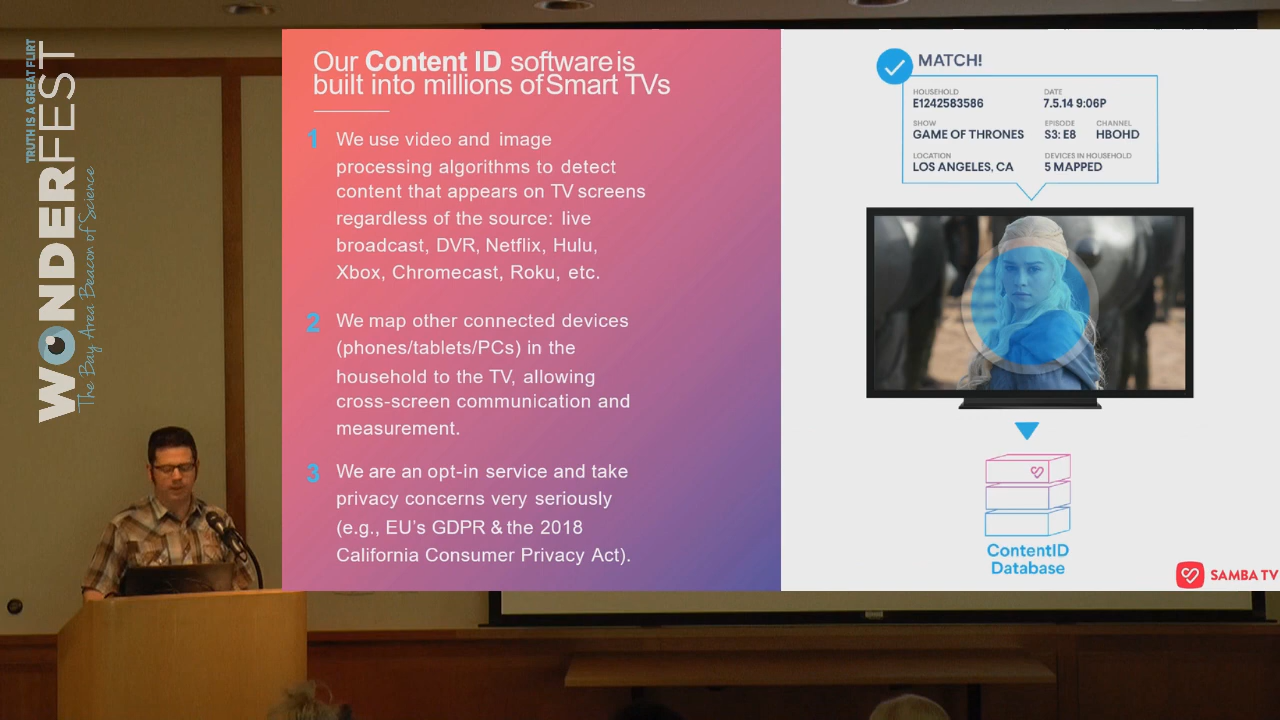 TRUTH IS A GREAT FLIRT
WONDERFEST
The Bay Area Beacon of Science
Our Content ID software is
built into millions of Smart TVs
1 We use video and image
processing algorithms to detect
content that appears on TV screens
regardless of the source: live
broadcast, DVR, Netflix, Hulu,
Xbox, Chromecast, Roku, etc.
2 We map other connected devices
(phones/tablets/PCs) in the
household to the TV, allowing
cross-screen communication and
measurement.
3 We are an opt-in service and take
privacy concerns very seriously
(e.g., EU's GDPR & the 2018
California Consumer Privacy Act).
MATCH!
HOUSEHOLD DATE
E1242583586 7.5.14 9:06P
SHOW EPISODE CHANNEL
GAME OF THRONES S3: E8 HBOHD
LOCATION DEVICES IN HOUSEHOLD
LOS ANGELES, CA 5 MAPPED
ContentID
Database
SAMBA TV